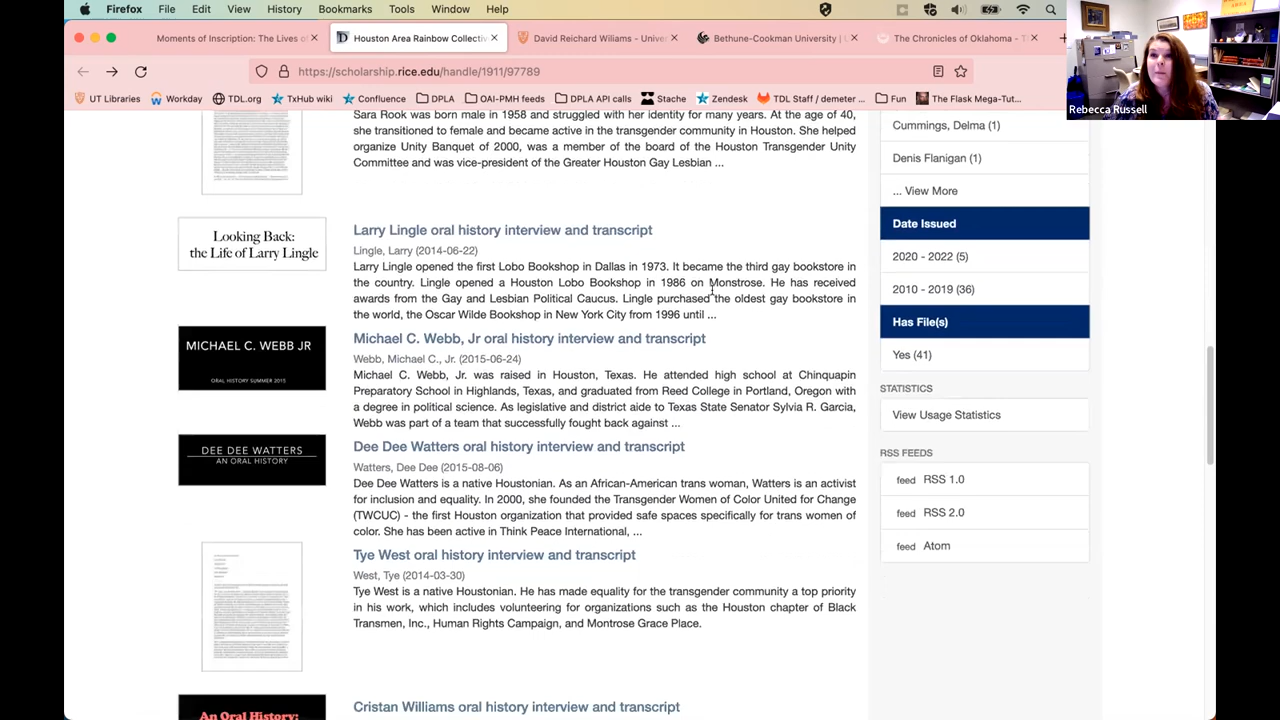 Firefox File Edit View History Bookmarks Tools Window Help
Moments of Inscription: The Lives of
Houston Area Rainbow Collecti
David Reichard Wiliams - Univers
Bethune-Cookman University | U
The Chronicles of Oklahoma - T
https://scholarship.rice.edu/handle/1911/97789
UT Libraries Workday TDL.org TxHub wiki Confluence DPLA OAI-PMH feeds DPLA API calls Stache Zendesk TDL Staff / demeter ... Fun The Flask Mega-Tut...
Rebecca Russell
Sara Rook was born male in 1958 and struggled with her identity for many years. At the age of 40,
she transitioned to female and became active in the transgender community in Houston. She helped
organize Unity Banquet of 2000, was a member of the board at the Houston Transgender Unity
Committee and was vice-president of the Greater Houston Gay Lesbian ...
Looking Back:
the Life of Larry Lingle
Larry Lingle oral history interview and transcript
Lingle, Larry (2014-06-22)
Larry Lingle opened the first Lobo Bookshop in Dallas in 1973. It became the third gay bookstore in
the country. Lingle opened a Houston Lobo Bookshop in 1986 on Monstrose. He has received
awards from the Gay and Lesbian Political Caucus. Lingle purchased the oldest gay bookstore in
the world, the Oscar Wilde Bookshop in New York City from 1996 until ...
MICHAEL C. WEBB JR
ORAL HISTORY SUMMER 2015
Michael C. Webb, Jr oral history interview and transcript
Webb, Michael C., Jr. (2015-06-24)
Michael C. Webb, Jr. was raised in Houston, Texas. He attended high school at Chinquapin
Preparatory School in Highlands, Texas, and graduated from Reed College in Portland, Oregon with
a degree in political science. As legislative and district aide to Texas State Senator Sylvia R. Garcia,
Webb was part of a team that successfully fought back against ...
DEE DEE WATTERS
AN ORAL HISTORY
Dee Dee Watters oral history interview and transcript
Watters, Dee Dee (2015-08-06)
Dee Dee Watters is a native Houstonian. As an African-American trans woman, Watters is an activist
for inclusion and equality. In 2000, she founded the Transgender Women of Color United for Change
(TWCUC) - the first Houston organization that provided safe spaces specifically for trans women of
color. She has been active in Think Peace International, ...
Tye West oral history interview and transcript
West, Tye (2014-03-30)
Tye West is a native Houstonian who made equality for the transgender community a top priority
in his life. This included volunteering for organizations such as the Houston chapter of Black
Transmen, Inc., Human Rights Campaign, and Montrose Grace Place.
An Oral History:
Cristan Williams oral history interview and transcript
Cummings, Delma (1)
Denis Flanigan (1)
... View More
Date Issued
2020 - 2022 (5)
2010 - 2019 (36)
Has File(s)
Yes (41)
STATISTICS
View Usage Statistics
RSS FEEDS
feed RSS 1.0
feed RSS 2.0
feed Atom